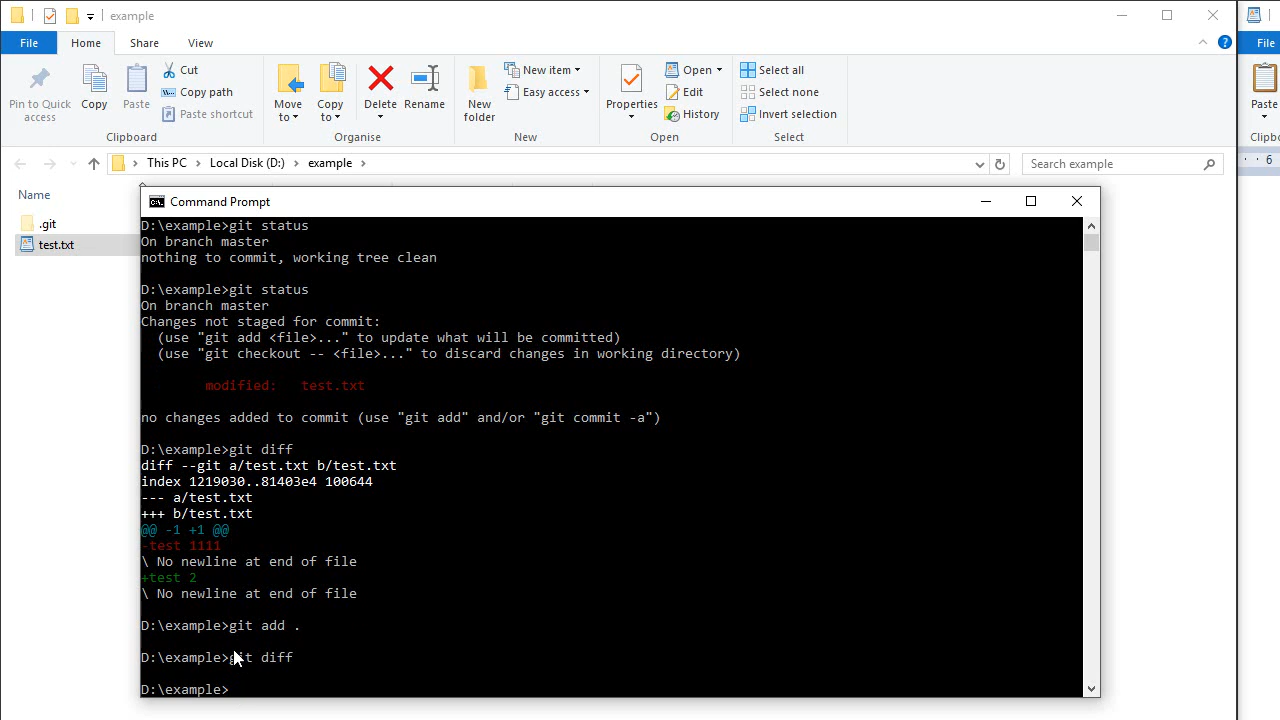 example
File
File
Home
Share
View
Pin to Quick access
Copy
Paste
Cut
Copy path
Paste shortcut
Move to
Copy to
Delete
Rename
New folder
New item
Easy access
Properties
Open
Edit
History
Select all
Select none
Invert selection
Paste
Clipboard
Organise
New
Open
Select
Clipbo
This PC
Local Disk (D:)
example
Search example
6
Name
.git
test.txt
Command Prompt
D:\example>git status
On branch master
nothing to commit, working tree clean
D:\example>git status
On branch master
Changes not staged for commit:
(use "git add <file>..." to update what will be committed)
(use "git checkout -- <file>..." to discard changes in working directory)
modified:   test.txt
no changes added to commit (use "git add" and/or "git commit -a")
D:\example>git diff
diff --git a/test.txt b/test.txt
index 1219030..81403e4 100644
--- a/test.txt
+++ b/test.txt
@@ -1 +1 @@
-test 1111
\ No newline at end of file
+test 2
\ No newline at end of file
D:\example>git add .
D:\example>git diff
D:\example>